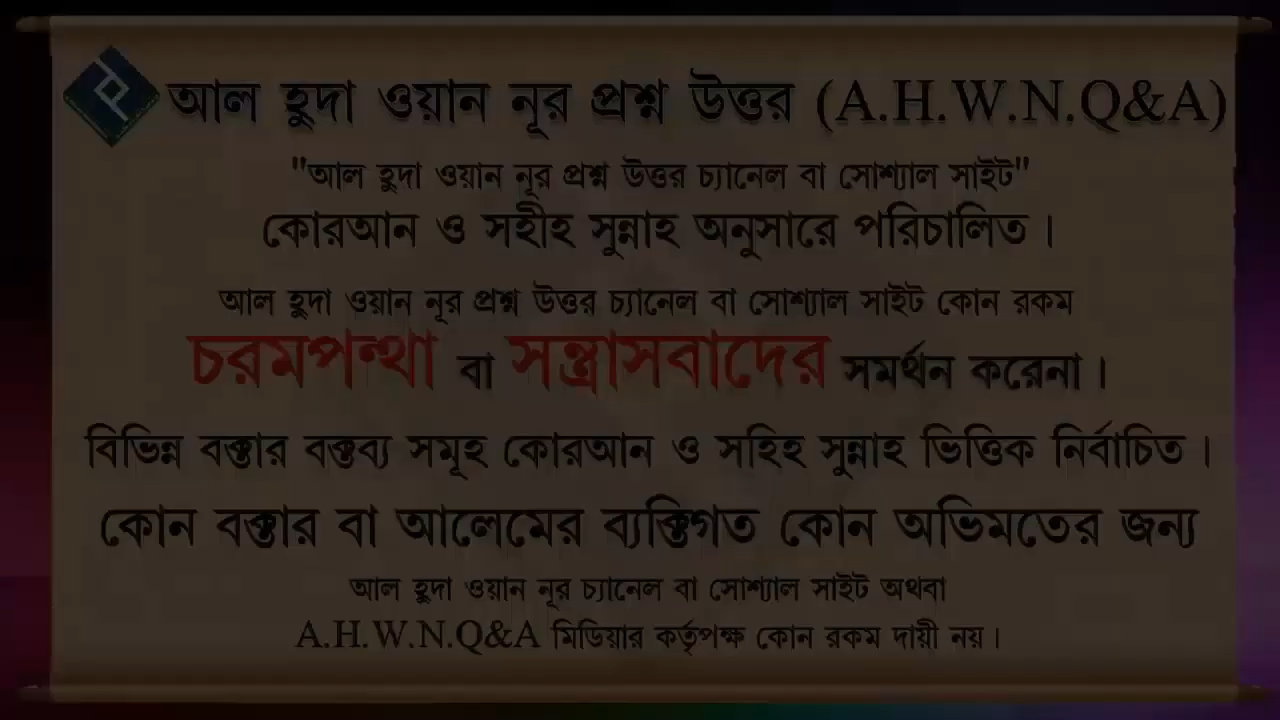 আল হুদা ওয়ান নূর প্রশ্ন উত্তর (A.H.W.N.Q&A)
"আল হুদা ওয়ান নূর প্রশ্ন উত্তর চ্যানেল বা সোশ্যাল সাইট"
কোরআন ও সহীহ সুন্নাহ অনুসারে পরিচালিত।
আল হুদা ওয়ান নূর প্রশ্ন উত্তর চ্যানেল বা সোশ্যাল সাইট কোন রকম
চরমপন্থা বা সন্ত্রাসবাদের সমর্থন করেনা।
বিভিন্ন বক্তার বক্তব্য সমূহ কোরআন ও সহিহ সুন্নাহ ভিত্তিক নির্বাচিত।
কোন বক্তার বা আলেমের ব্যক্তিগত কোন অভিমতের জন্য
আল হুদা ওয়ান নূর চ্যানেল বা সোশ্যাল সাইট অথবা
A.H.W.N.Q&A মিডিয়ার কর্তৃপক্ষ কোন রকম দায়ী নয়।